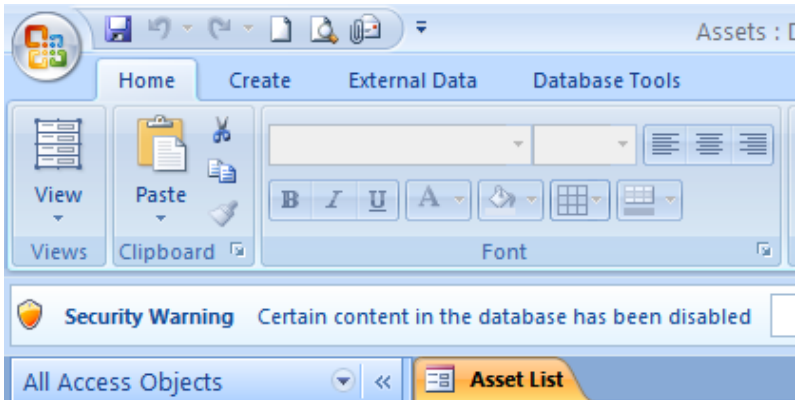 Assets :
Home Create External Data Database Tools
View Paste
B I U A
Views Clipboard Font
Security Warning Certain content in the database has been disabled
All Access Objects « Asset List